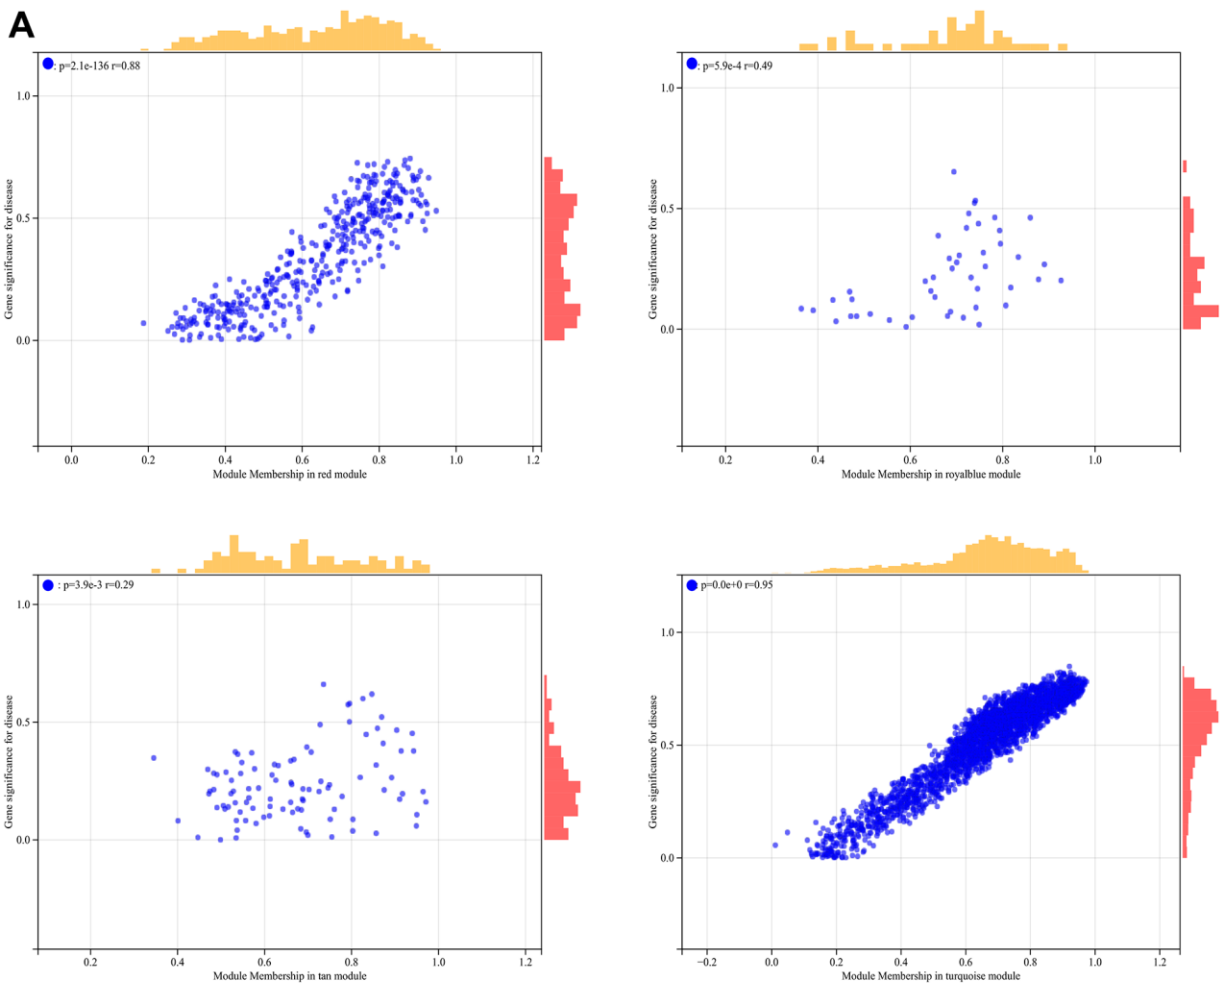 A
: p=2.1e-136 r=0.88
1.0
0.5
0.0
Gene significance for disease
0.0 0.2 0.4 0.6 0.8 1.0 1.2
Module Membership in red module
: p=5.9e-4 r=0.49
1.0
0.5
0.0
Gene significance for disease
0.2 0.4 0.6 0.8 1.0
Module Membership in royalblue module
: p=3.9e-3 r=0.29
1.0
0.5
0.0
Gene significance for disease
0.2 0.4 0.6 0.8 1.0 1.2
Module Membership in tan module
: p=0.0e+0 r=0.95
1.0
0.5
0.0
Gene significance for disease
−0.2 0.0 0.2 0.4 0.6 0.8 1.0 1.2
Module Membership in turquoise module